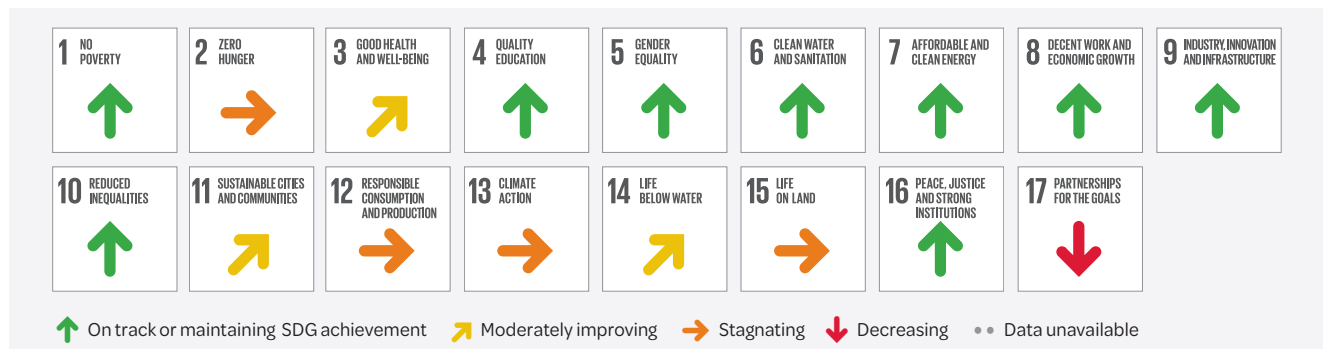 1 NO
POVERTY
2 ZERO
HUNGER
3 GOOD HEALTH
AND WELL-BEING
4 QUALITY
EDUCATION
5 GENDER
EQUALITY
6 CLEAN WATER
AND SANITATION
7 AFFORDABLE AND
CLEAN ENERGY
8 DECENT WORK AND
ECONOMIC GROWTH
9 INDUSTRY, INNOVATION
AND INFRASTRUCTURE
10 REDUCED
INEQUALITIES
11 SUSTAINABLE CITIES
AND COMMUNITIES
12 RESPONSIBLE
CONSUMPTION
AND PRODUCTION
13 CLIMATE
ACTION
14 LIFE
BELOW WATER
15 LIFE
ON LAND
16 PEACE, JUSTICE
AND STRONG
INSTITUTIONS
17 PARTNERSHIPS
FOR THE GOALS
On track or maintaining SDG achievement
Moderately improving
Stagnating
Decreasing
Data unavailable